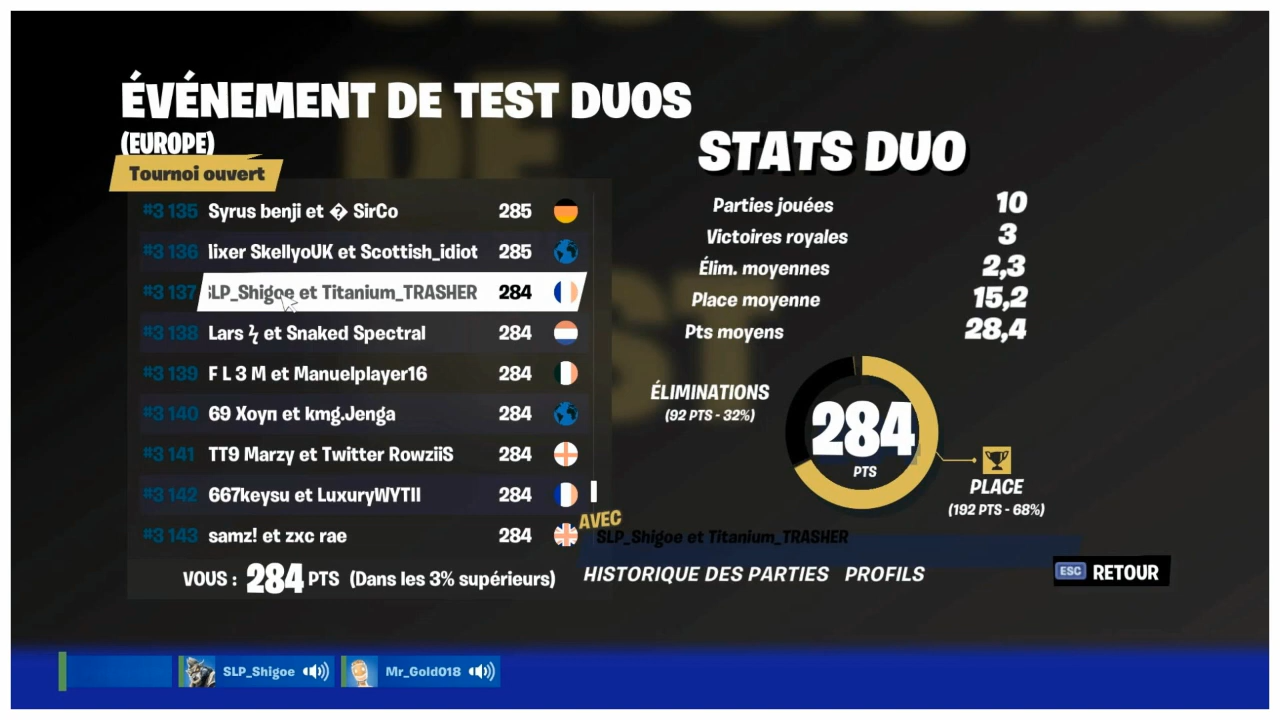 ÉVÉNEMENT DE TEST DUOS
(EUROPE)
Tournoi ouvert
#3 135 Syrus benji et � SirCo 285
#3 136 lixer SkellyoUK et Scottish_idiot 285
#3 137 SLP_Shigoe et Titanium_TRASHER 284
#3 138 Lars ϟ et Snaked Spectral 284
#3 139 F L 3 M et Manuelplayer16 284
#3 140 69 Xoyn et kmg.Jenga 284
#3 141 TT9 Marzy et Twitter RowziiS 284
#3 142 667keysu et LuxuryWYTII 284
#3 143 samz! et zxc rae 284
VOUS : 284 PTS (Dans les 3% supérieurs)
STATS DUO
Parties jouées 10
Victoires royales 3
Élim. moyennes 2,3
Place moyenne 15,2
Pts moyens 28,4
ÉLIMINATIONS
(92 PTS - 32%)
284
PTS
PLACE
(192 PTS - 68%)
AVEC
SLP_Shigoe et Titanium_TRASHER
HISTORIQUE DES PARTIES PROFILS
ESC RETOUR
SLP_Shigoe Mr_Gold018